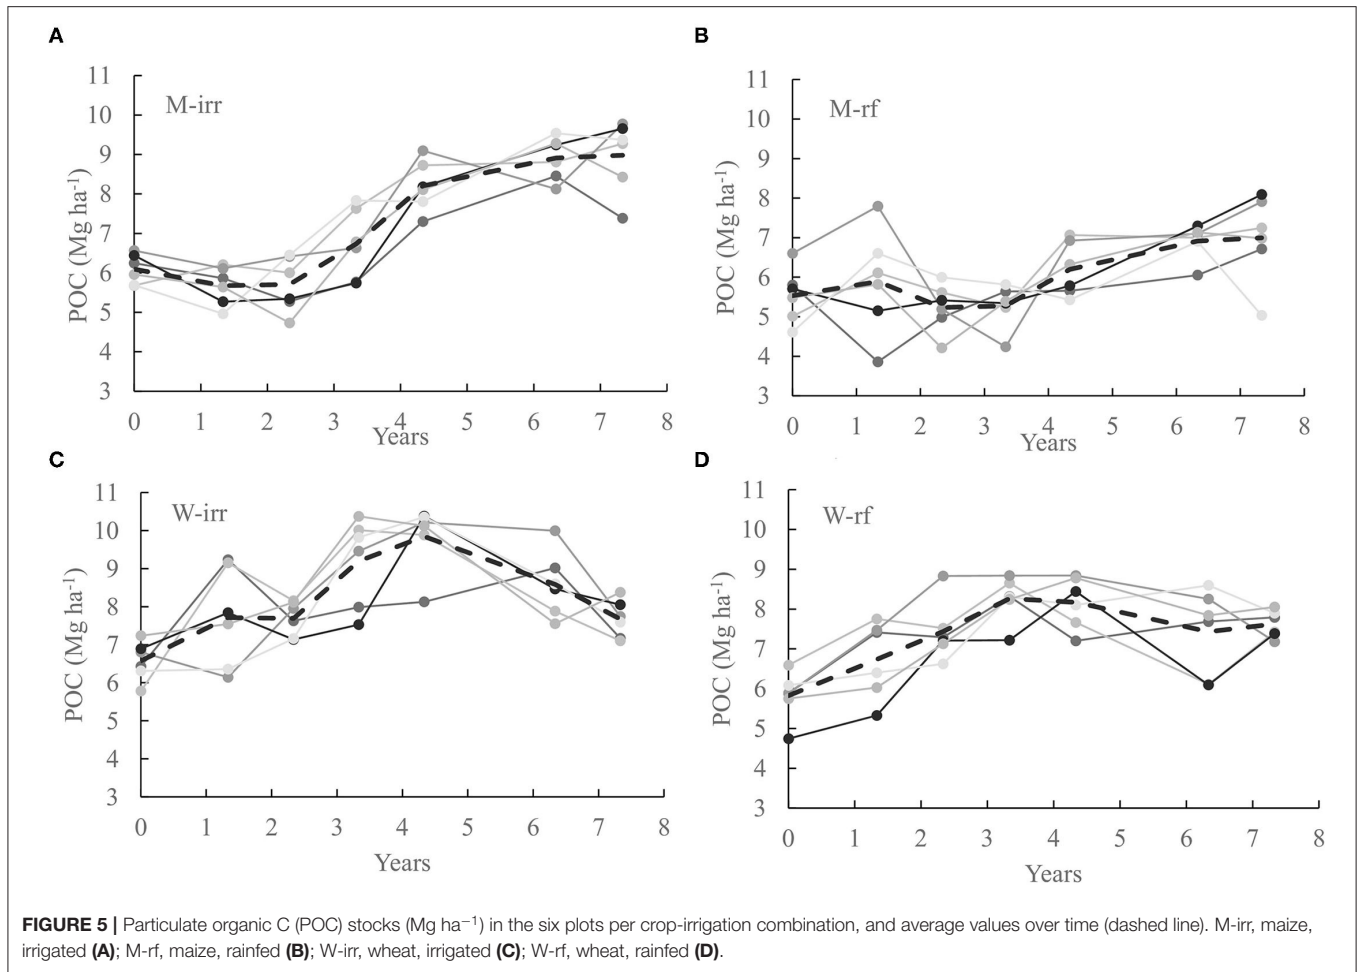 A
M-irr
POC (Mg ha-1)
11
10
9
8
7
6
5
4
3
0 1 2 3 4 5 6 7 8
Years
B
M-rf
POC (Mg ha-1)
11
10
9
8
7
6
5
4
3
0 1 2 3 4 5 6 7 8
Years
C
W-irr
POC (Mg ha-1)
11
10
9
8
7
6
5
4
3
0 1 2 3 4 5 6 7 8
Years
D
W-rf
POC (Mg ha-1)
11
10
9
8
7
6
5
4
3
0 1 2 3 4 5 6 7 8
Years
FIGURE 5 | Particulate organic C (POC) stocks (Mg ha−1) in the six plots per crop-irrigation combination, and average values over time (dashed line). M-irr, maize,
irrigated (A); M-rf, maize, rainfed (B); W-irr, wheat, irrigated (C); W-rf, wheat, rainfed (D).